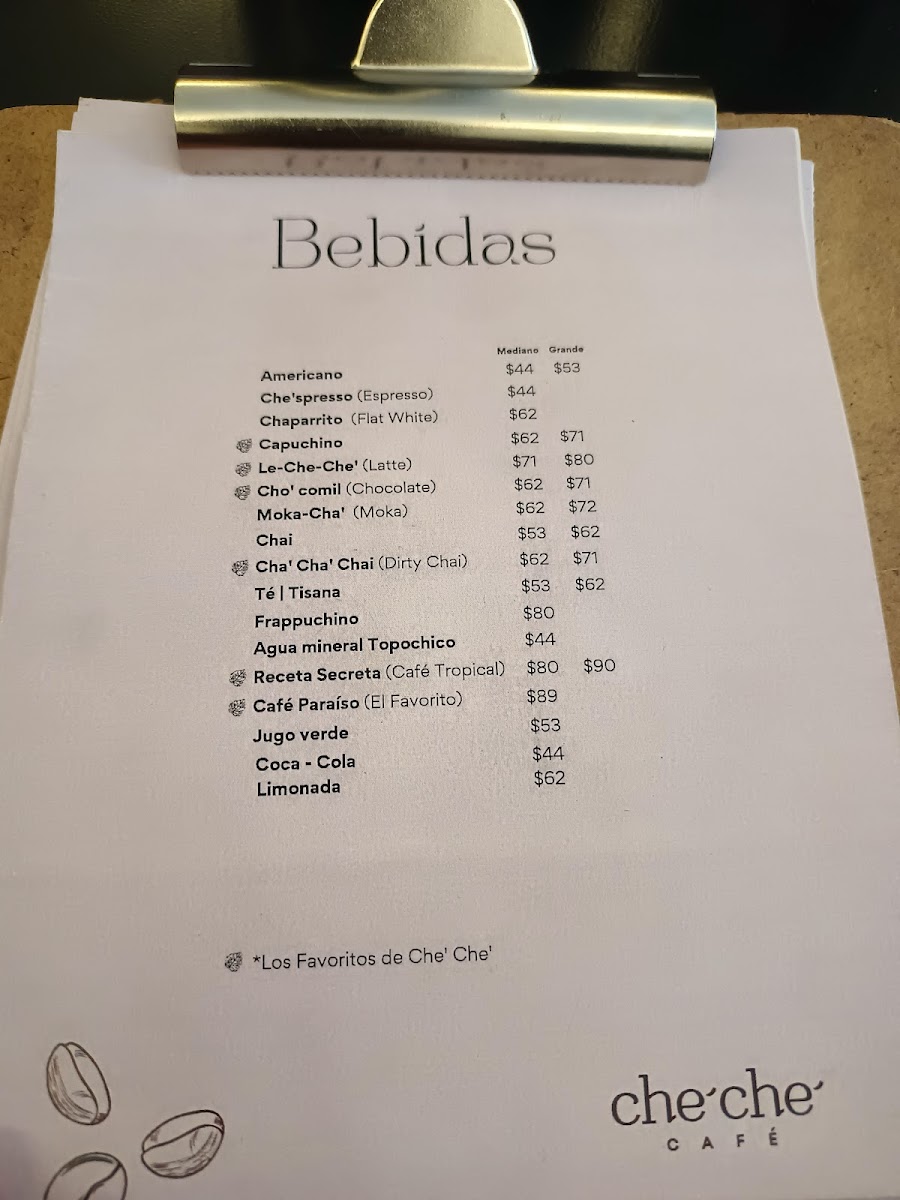 Bebidas
Mediano Grande
Americano $44 $53
Che'spresso (Espresso) $44
Chaparrito (Flat White) $62
Capuchino $62 $71
Le-Che-Che' (Latte) $71 $80
Cho' comil (Chocolate) $62 $71
Moka-Cha' (Moka) $62 $72
Chai $53 $62
Cha' Cha' Chai (Dirty Chai) $62 $71
Té | Tisana $53 $62
Frappuchino $80
Agua mineral Topochico $44
Receta Secreta (Café Tropical) $80 $90
Café Paraíso (El Favorito) $89
Jugo verde $53
Coca - Cola $44
Limonada $62
*Los Favoritos de Che' Che'
che´che´
CAFÉ